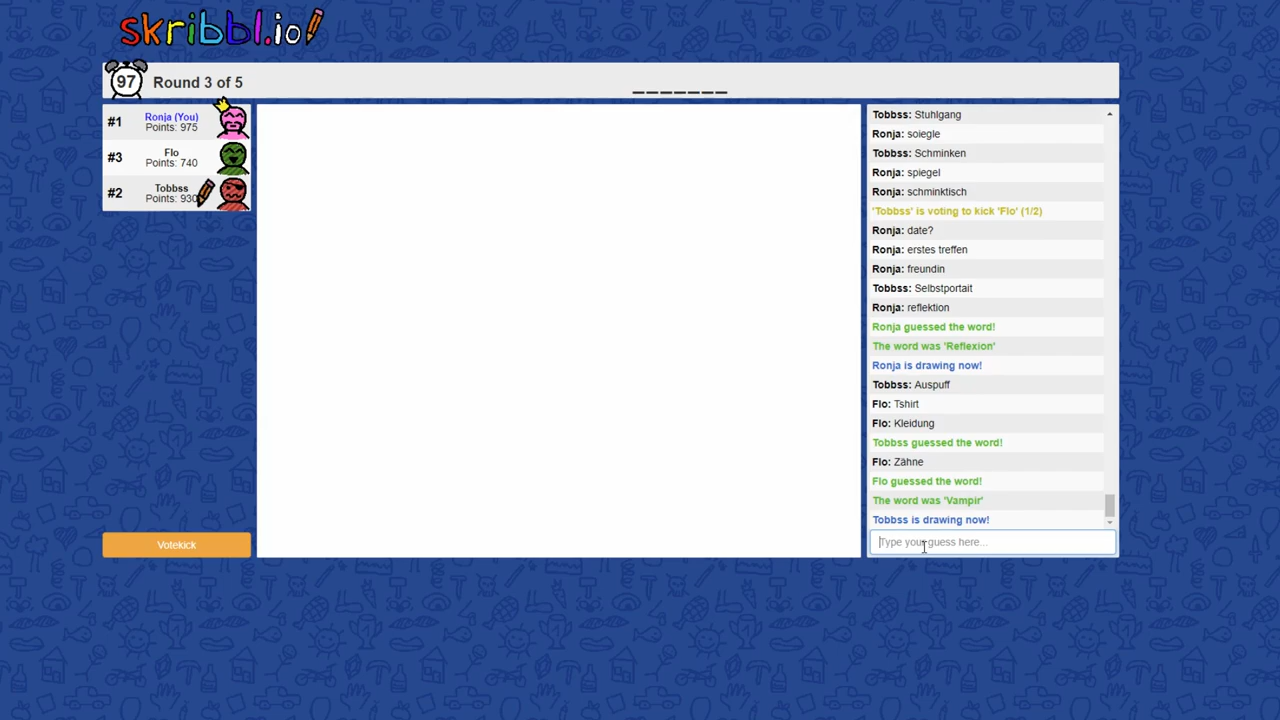 skribbl.io
97
Round 3 of 5
_______
#1
Ronja (You)
Points: 975
#3
Flo
Points: 740
#2
Tobbss
Points: 930
Votekick
Tobbss: Stuhlgang
Ronja: soiegle
Tobbss: Schminken
Ronja: spiegel
Ronja: schminktisch
'Tobbss' is voting to kick 'Flo' (1/2)
Ronja: date?
Ronja: erstes treffen
Ronja: freundin
Tobbss: Selbstportait
Ronja: reflektion
Ronja guessed the word!
The word was 'Reflexion'
Ronja is drawing now!
Tobbss: Auspuff
Flo: Tshirt
Flo: Kleidung
Tobbss guessed the word!
Flo: Zähne
Flo guessed the word!
The word was 'Vampir'
Tobbss is drawing now!
Type your guess here...